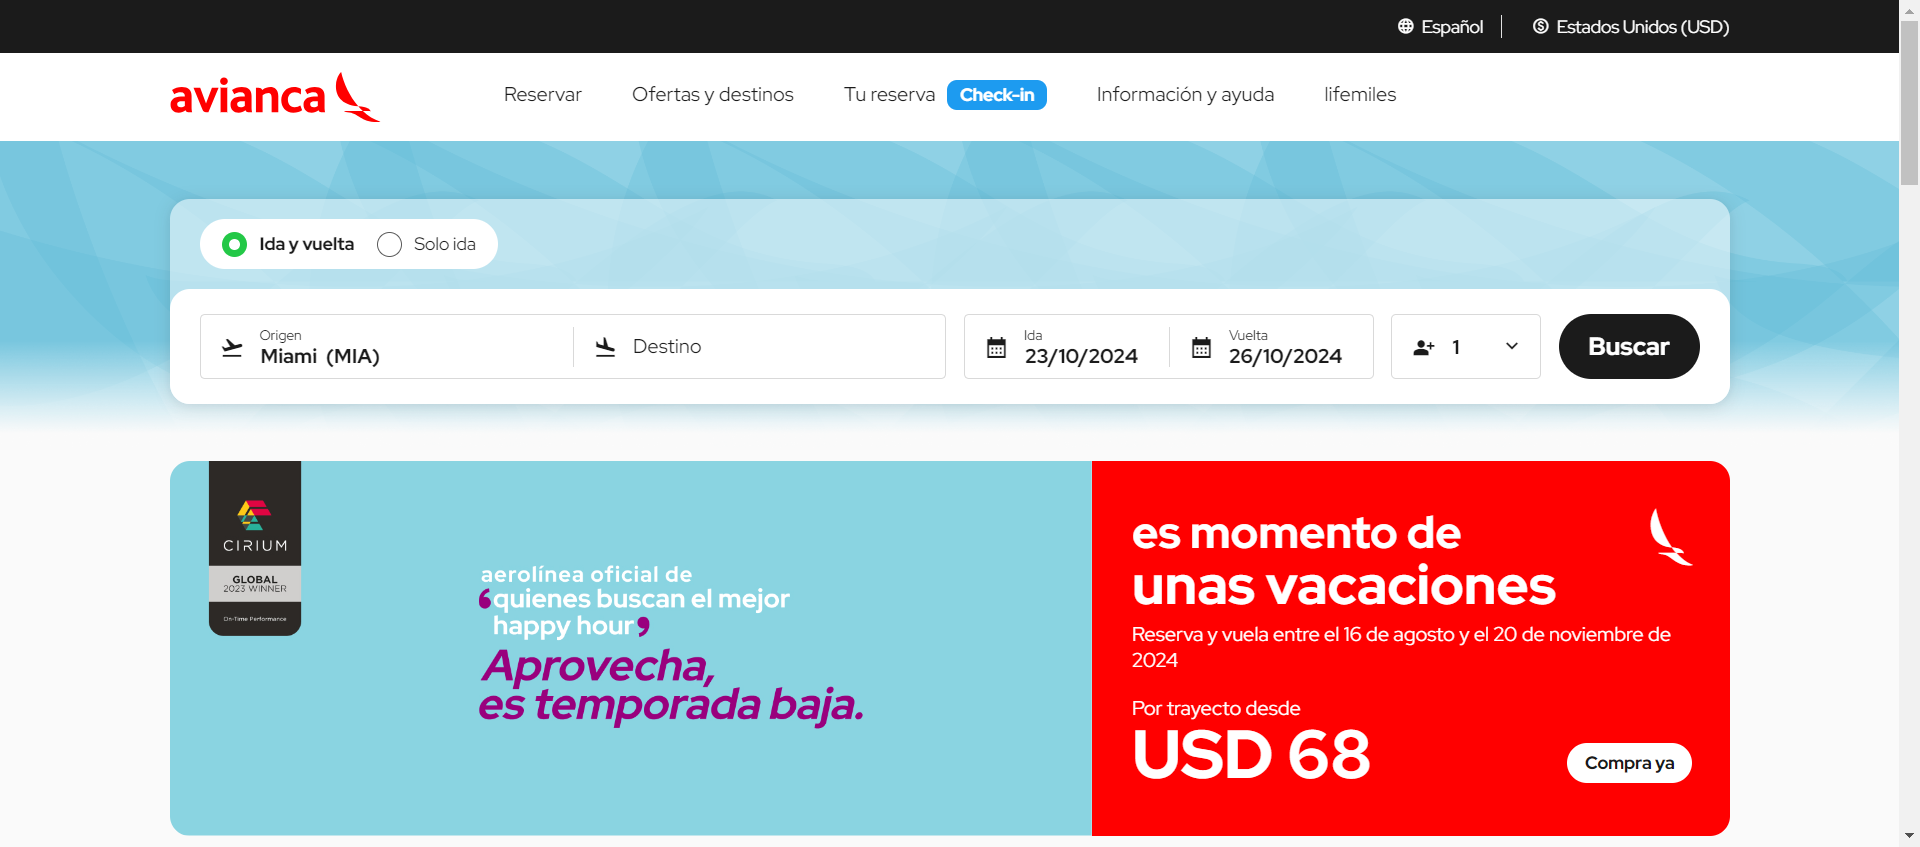 Español
Estados Unidos (USD)
avianca
Reservar
Ofertas y destinos
Tu reserva
Check-in
Información y ayuda
lifemiles
Ida y vuelta
Solo ida
Origen
Miami (MIA)
Destino
Ida
23/10/2024
Vuelta
26/10/2024
1
Buscar
CIRIUM
GLOBAL
2023 WINNER
On-Time Performance
aerolínea oficial de
‘quienes buscan el mejor
happy hour’
Aprovecha,
es temporada baja.
es momento de
unas vacaciones
Reserva y vuela entre el 16 de agosto y el 20 de noviembre de
2024
Por trayecto desde
USD 68
Compra ya